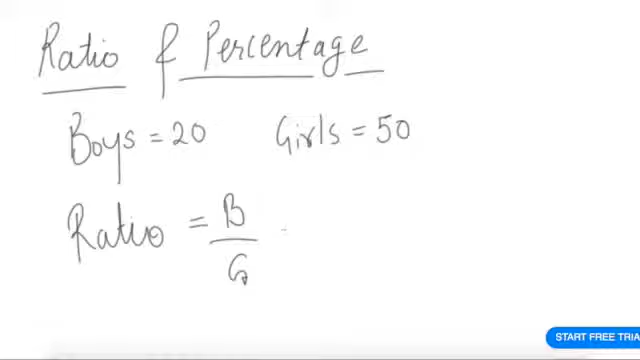 Ratio & Percentage
Boys = 20 Girls = 50
Ratio = B
G
START FREE TRIA